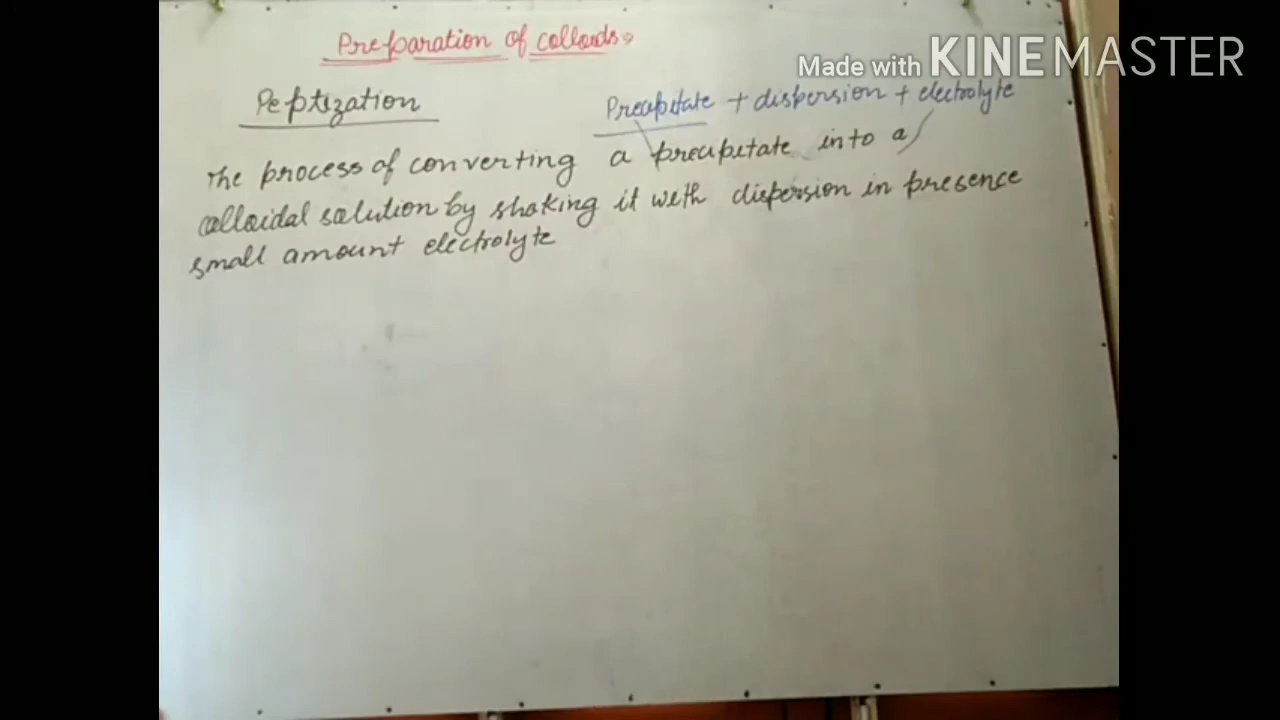 Preparation of colloids
Made with KINEMASTER
Peptization
Precipitate + dispersion + electrolyte
The process of converting a precipitate into a
colloidal solution by shaking it with dispersion in presence
small amount electrolyte